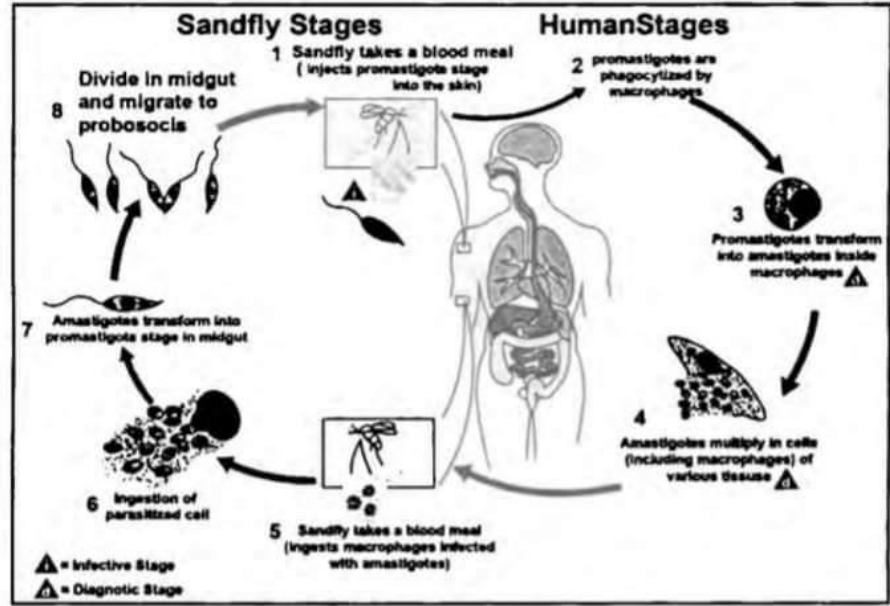 Sandfly Stages
HumanStages
1 Sandfly takes a blood meal
( injects promastigote stage
into the skin)
2 promastigotes are
phagocytized by
macrophages
3
Promastigotes transform
into amastigotes inside
macrophages d
4
Amastigotes multiply in cells
(including macrophages) of
various tissuse d
5 Sandfly takes a blood meal
(ingests macrophages infected
with amastigotes)
6 Ingestion of
parasitized cell
7 Amastigotes transform into
promastigota stage in midgut
8 Divide in midgut
and migrate to
probosocis
i
i = Infective Stage
d = Diagnostic Stage